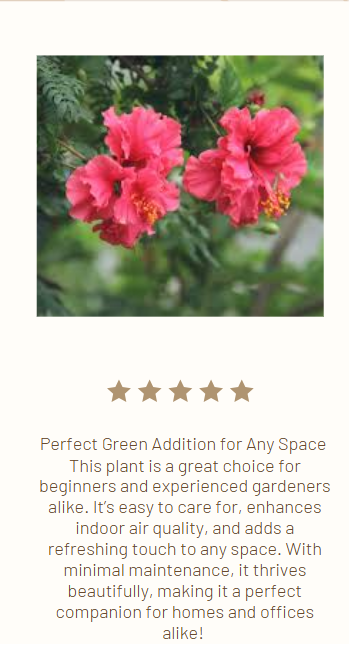 Perfect Green Addition for Any Space
This plant is a great choice for
beginners and experienced gardeners
alike. It's easy to care for, enhances
indoor air quality, and adds a
refreshing touch to any space. With
minimal maintenance, it thrives
beautifully, making it a perfect
companion for homes and offices
alike!